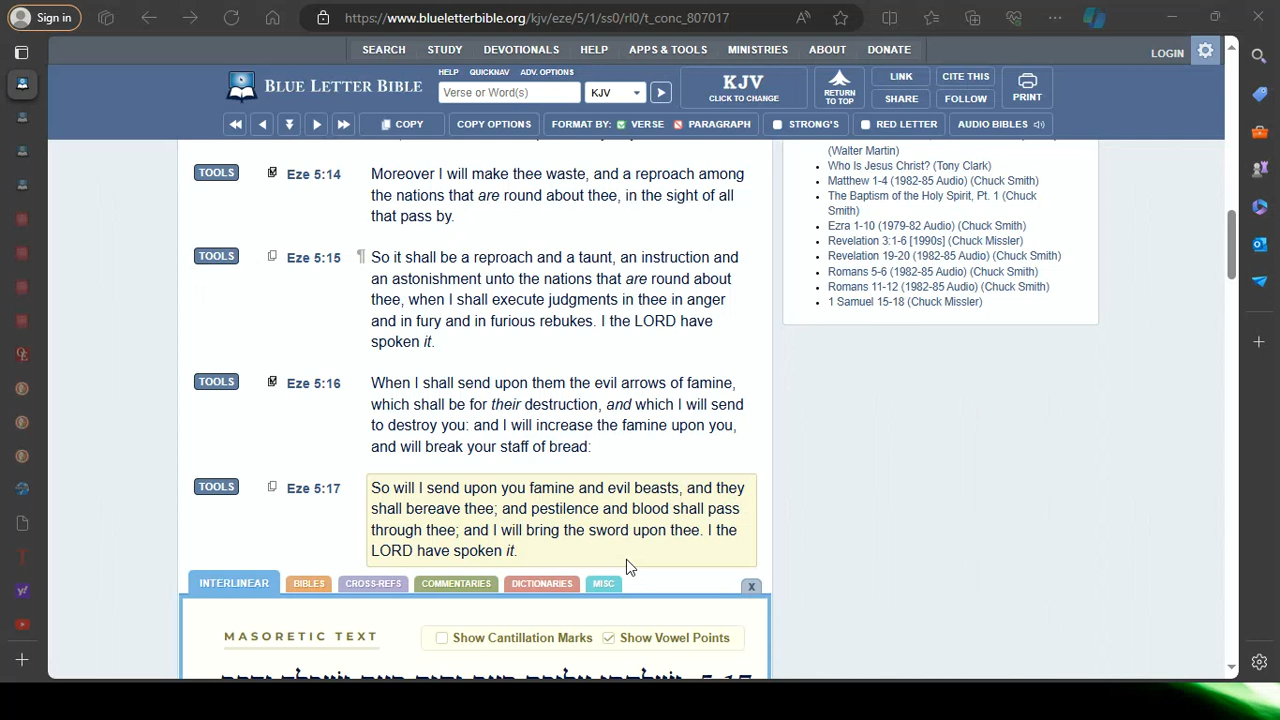 Sign in
https://www.blueletterbible.org/kjv/eze/5/1/ss0/rl0/t_conc_807017
SEARCH STUDY DEVOTIONALS HELP APPS & TOOLS MINISTRIES ABOUT DONATE
LOGIN
BLUE LETTER BIBLE
HELP QUICKNAV ADV. OPTIONS
Verse or Word(s) KJV
KJV
CLICK TO CHANGE
RETURN
TO TOP
LINK CITE THIS
SHARE FOLLOW
PRINT
COPY COPY OPTIONS FORMAT BY: VERSE PARAGRAPH STRONG'S RED LETTER AUDIO BIBLES
TOOLS Eze 5:14 Moreover I will make thee waste, and a reproach among
the nations that are round about thee, in the sight of all
that pass by.
TOOLS Eze 5:15 ¶ So it shall be a reproach and a taunt, an instruction and
an astonishment unto the nations that are round about
thee, when I shall execute judgments in thee in anger
and in fury and in furious rebukes. I the LORD have
spoken it.
TOOLS Eze 5:16 When I shall send upon them the evil arrows of famine,
which shall be for their destruction, and which I will send
to destroy you: and I will increase the famine upon you,
and will break your staff of bread:
TOOLS Eze 5:17 So will I send upon you famine and evil beasts, and they
shall bereave thee; and pestilence and blood shall pass
through thee; and I will bring the sword upon thee. I the
LORD have spoken it.
INTERLINEAR BIBLES CROSS-REFS COMMENTARIES DICTIONARIES MISC X
MASORETIC TEXT Show Cantillation Marks Show Vowel Points
(Walter Martin)
Who Is Jesus Christ? (Tony Clark)
Matthew 1-4 (1982-85 Audio) (Chuck Smith)
The Baptism of the Holy Spirit, Pt. 1 (Chuck
Smith)
Ezra 1-10 (1979-82 Audio) (Chuck Smith)
Revelation 3:1-6 [1990s] (Chuck Missler)
Revelation 19-20 (1982-85 Audio) (Chuck Smith)
Romans 5-6 (1982-85 Audio) (Chuck Smith)
Romans 11-12 (1982-85 Audio) (Chuck Smith)
1 Samuel 15-18 (Chuck Missler)